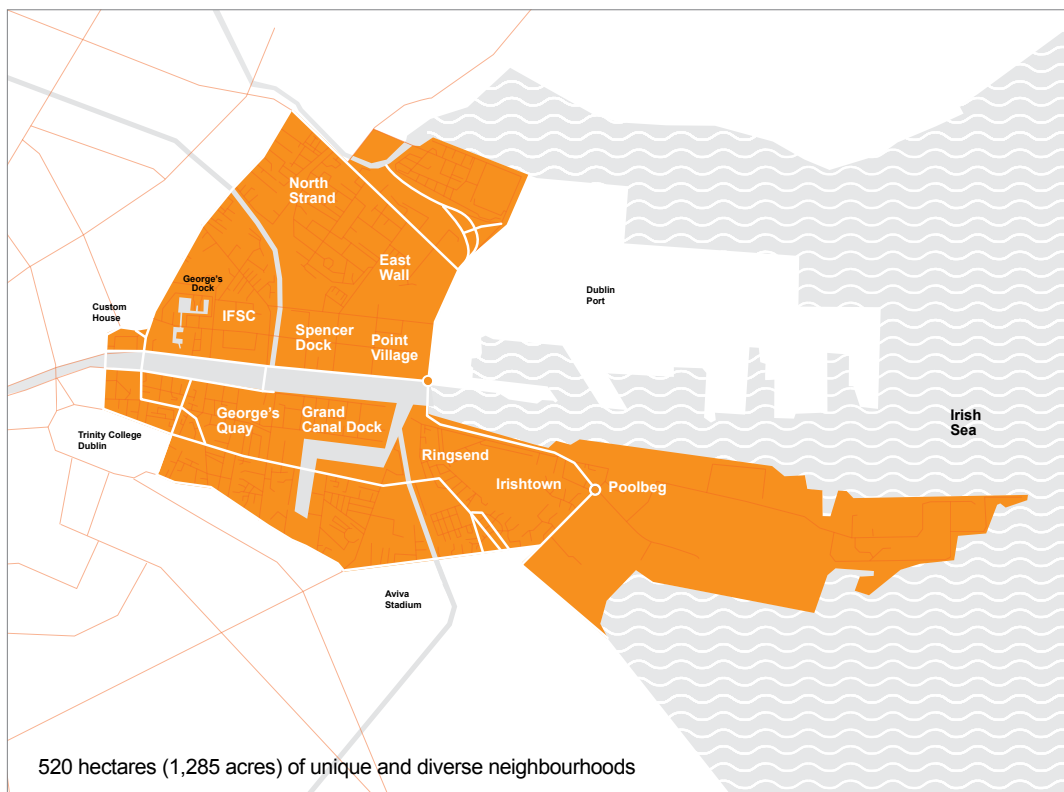 North
Strand
East
Wall
George's
Dock
Dublin
Port
Custom
House
IFSC
Spencer
Dock
Point
Village
George's
Quay
Grand
Canal Dock
Irish
Sea
Trinity College
Dublin
Ringsend
Irishtown
Poolbeg
Aviva
Stadium
520 hectares (1,285 acres) of unique and diverse neighbourhoods